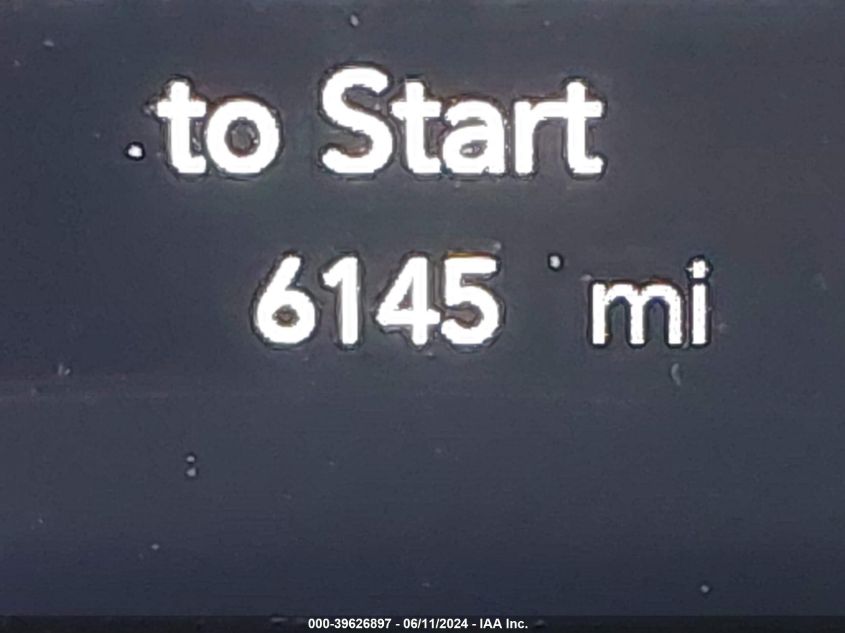 to Start
6145 mi
000-39626897 - 06/11/2024 - IAA Inc.